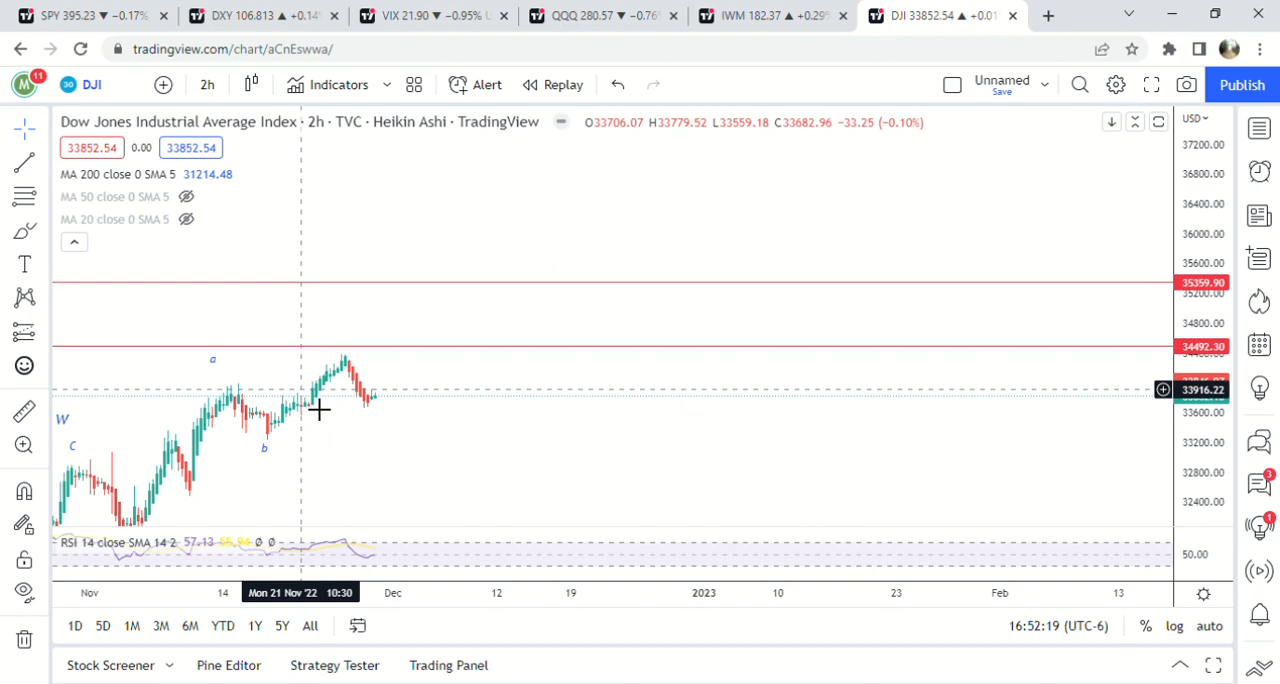 SPY 395.23 ▼ −0.17%
DXY 106.813 ▲ +0.14
VIX 21.90 ▼ −0.95%
QQQ 280.57 ▼ −0.76
IWM 182.37 ▲ +0.29
DJI 33852.54 ▲ +0.01
tradingview.com/chart/aCnEswwa/
M 11
30 DJI
2h
Indicators
Alert
Replay
Unnamed
Save
Publish
Dow Jones Industrial Average Index · 2h · TVC · Heikin Ashi · TradingView
O33706.07 H33779.52 L33559.18 C33682.96 −33.25 (−0.10%)
USD
33852.54 0.00 33852.54
MA 200 close 0 SMA 5 31214.48
MA 50 close 0 SMA 5
MA 20 close 0 SMA 5
37200.00
36800.00
36400.00
36000.00
35600.00
35359.90
35200.00
34800.00
34492.30
33916.22
33600.00
33200.00
32800.00
32400.00
a
W
C
b
RSI 14 close SMA 14 2 57.13 Ø Ø
50.00
Nov
14
Mon 21 Nov '22 10:30
Dec
12
19
2023
10
23
Feb
13
1D 5D 1M 3M 6M YTD 1Y 5Y All
16:52:19 (UTC-6)
% log auto
Stock Screener
Pine Editor
Strategy Tester
Trading Panel
3
1